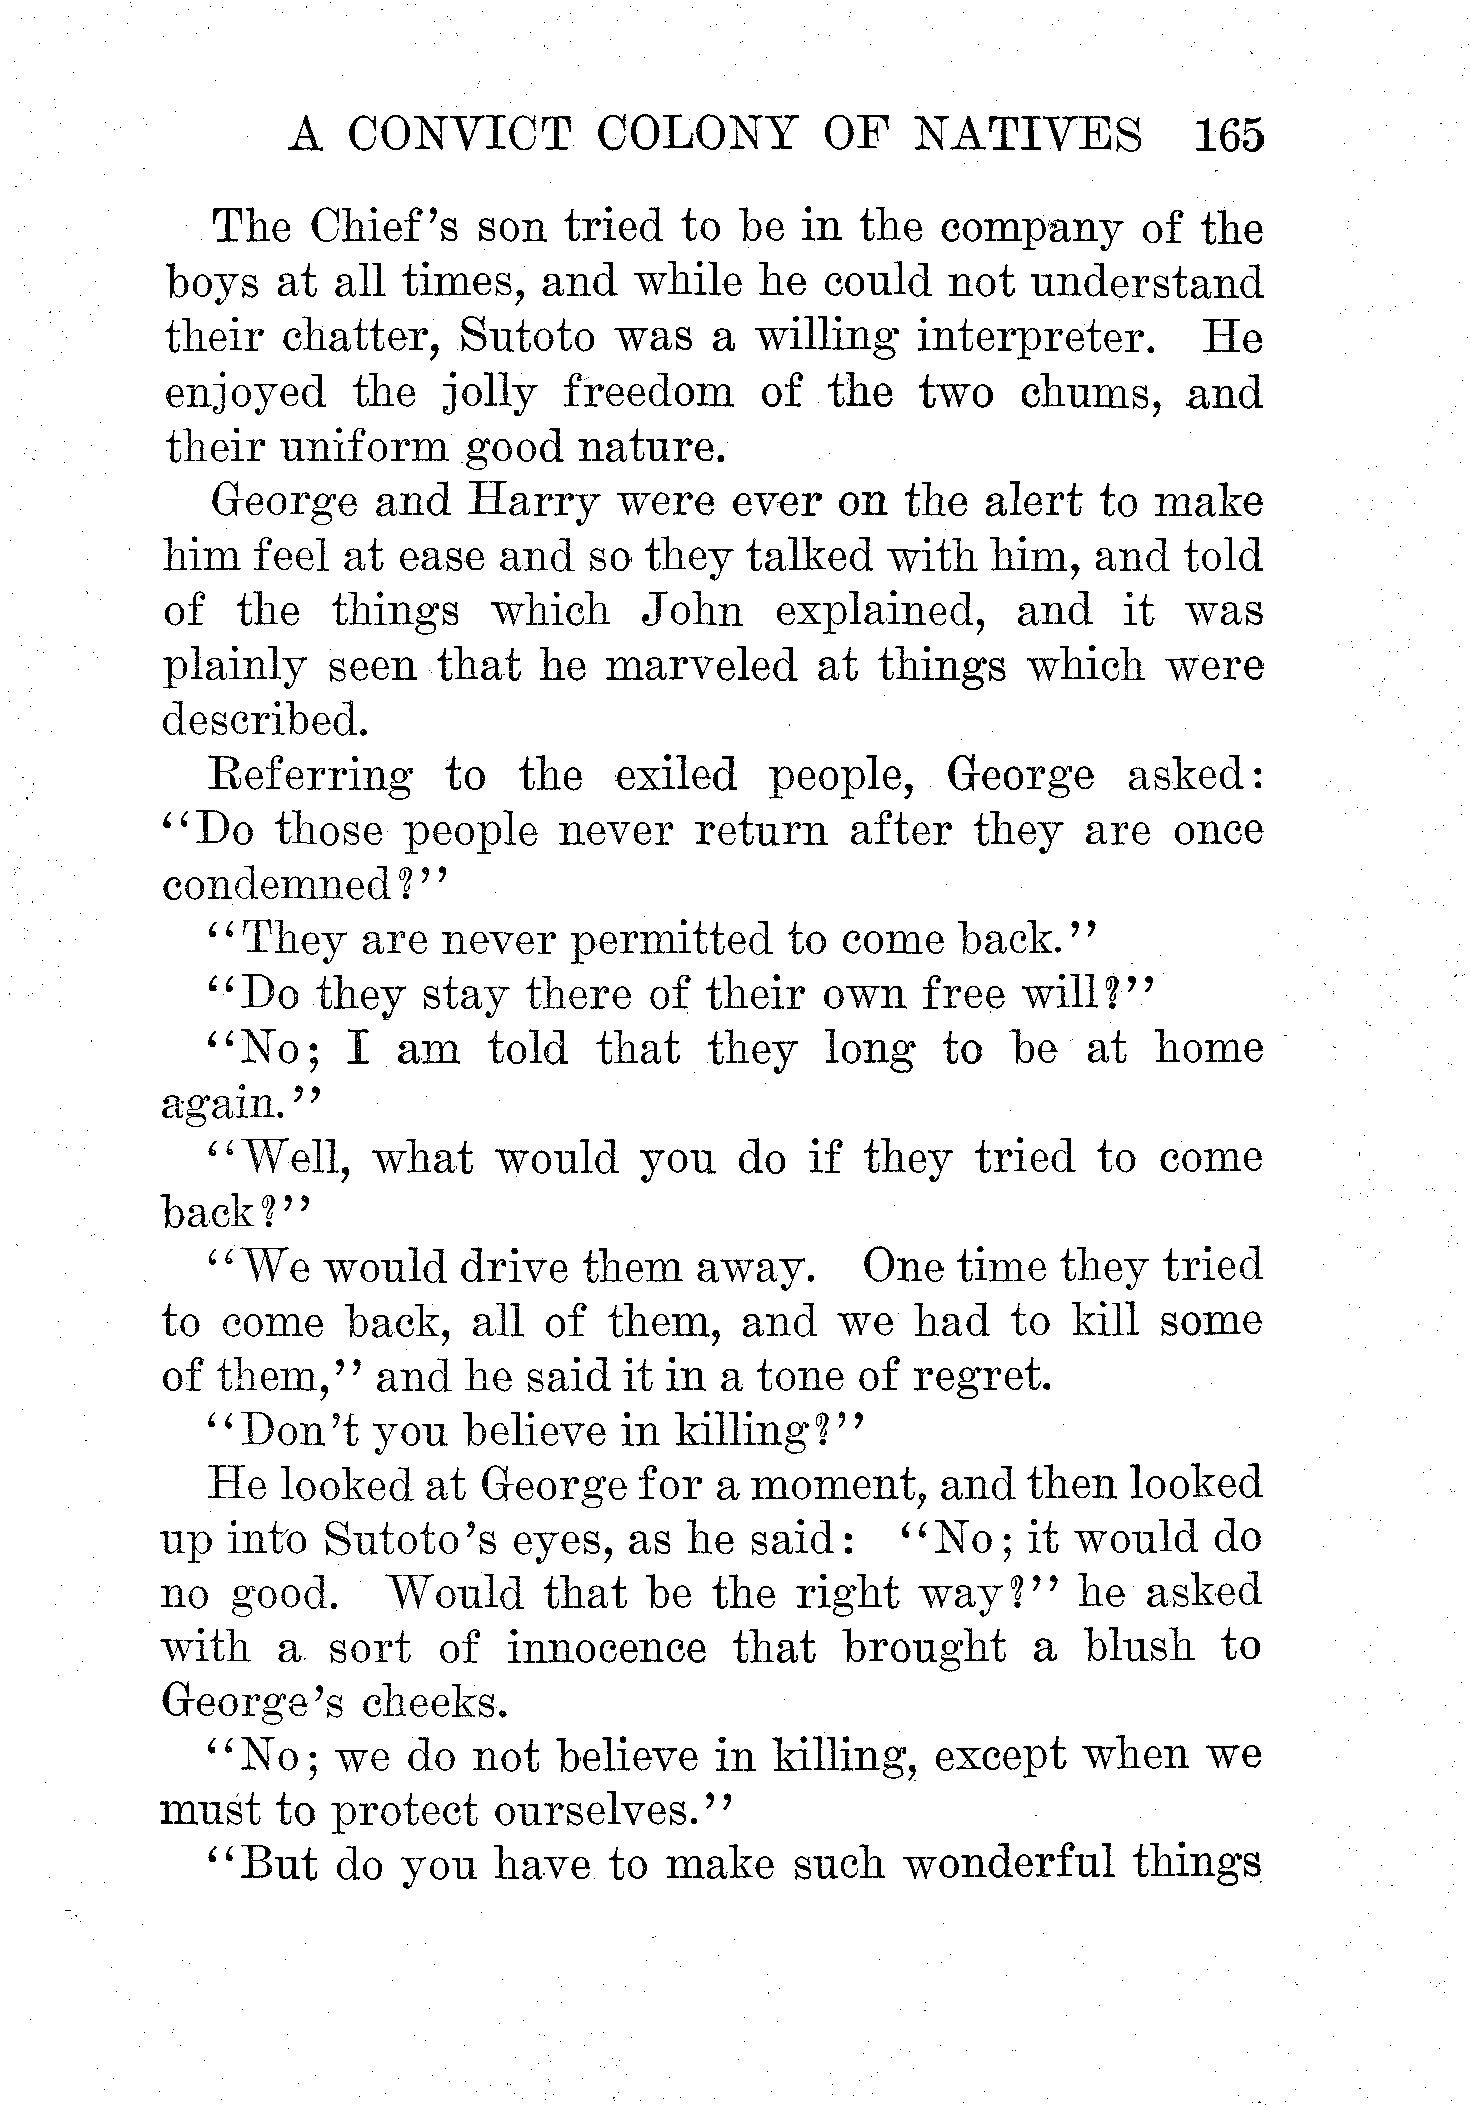 A CONVICT COLONY OF NATIVES 165
The Chief's son tried to be in the company of the
boys at all times, and while he could not understand
their chatter, Sutoto was a willing interpreter. He
enjoyed the jolly freedom of the two chums, and
their uniform good nature.
George and Harry were ever on the alert to make
him feel at ease and so they talked with him, and told
of the things which John explained, and it was
plainly seen that he marveled at things which were
described.
Referring to the exiled people, George asked:
"Do those people never return after they are once
condemned?"
"They are never permitted to come back."
"Do they stay there of their own free will?"
"No; I am told that they long to be at home
again."
"Well, what would you do if they tried to come
back?"
"We would drive them away. One time they tried
to come back, all of them, and we had to kill some
of them," and he said it in a tone of regret.
"Don't you believe in killing?"
He looked at George for a moment, and then looked
up into Sutoto's eyes, as he said: "No; it would do
no good. Would that be the right way?" he asked
with a sort of innocence that brought a blush to
George's cheeks.
"No; we do not believe in killing, except when we
must to protect ourselves."
"But do you have to make such wonderful things